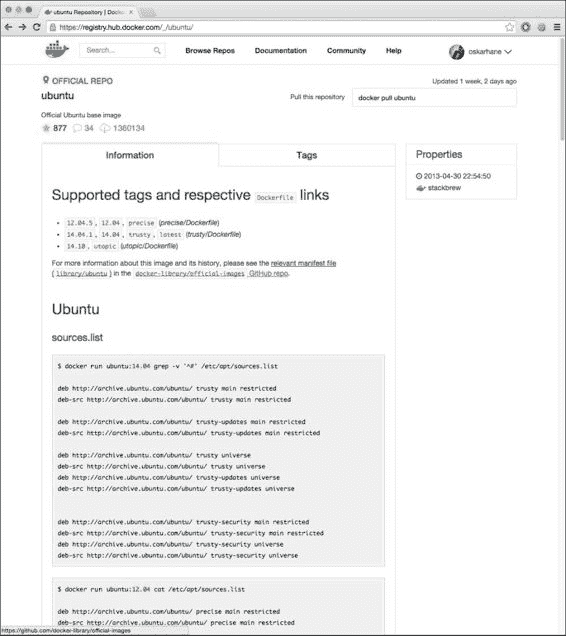 ubuntu Repository | Docker
https://registry.hub.docker.com/_/ubuntu/
Search...
Browse Repos
Documentation
Community
Help
oskarhane
OFFICIAL REPO
Updated 1 week, 2 days ago
ubuntu
Pull this repository
docker pull ubuntu
Official Ubuntu base image
877
34
1360134
Information
Tags
Properties
2013-04-30 22:54:50
stackbrew
Supported tags and respective Dockerfile links
12.04.5, 12.04, precise (precise/Dockerfile)
14.04.1, 14.04, trusty, latest (trusty/Dockerfile)
14.10, utopic (utopic/Dockerfile)
For more information about this image and its history, please see the relevant manifest file
( library/ubuntu ) in the docker-library/official-images GitHub repo.
Ubuntu
sources.list
$ docker run ubuntu:14.04 grep -v '^#' /etc/apt/sources.list
deb http://archive.ubuntu.com/ubuntu/ trusty main restricted
deb-src http://archive.ubuntu.com/ubuntu/ trusty main restricted
deb http://archive.ubuntu.com/ubuntu/ trusty-updates main restricted
deb-src http://archive.ubuntu.com/ubuntu/ trusty-updates main restricted
deb http://archive.ubuntu.com/ubuntu/ trusty universe
deb-src http://archive.ubuntu.com/ubuntu/ trusty universe
deb http://archive.ubuntu.com/ubuntu/ trusty-updates universe
deb-src http://archive.ubuntu.com/ubuntu/ trusty-updates universe
deb http://archive.ubuntu.com/ubuntu/ trusty-security main restricted
deb-src http://archive.ubuntu.com/ubuntu/ trusty-security main restricted
deb http://archive.ubuntu.com/ubuntu/ trusty-security universe
deb-src http://archive.ubuntu.com/ubuntu/ trusty-security universe
$ docker run ubuntu:12.04 cat /etc/apt/sources.list
deb http://archive.ubuntu.com/ubuntu/ precise main restricted
deb-src http://archive.ubuntu.com/ubuntu/ precise main restricted
https://github.com/docker-library/official-images